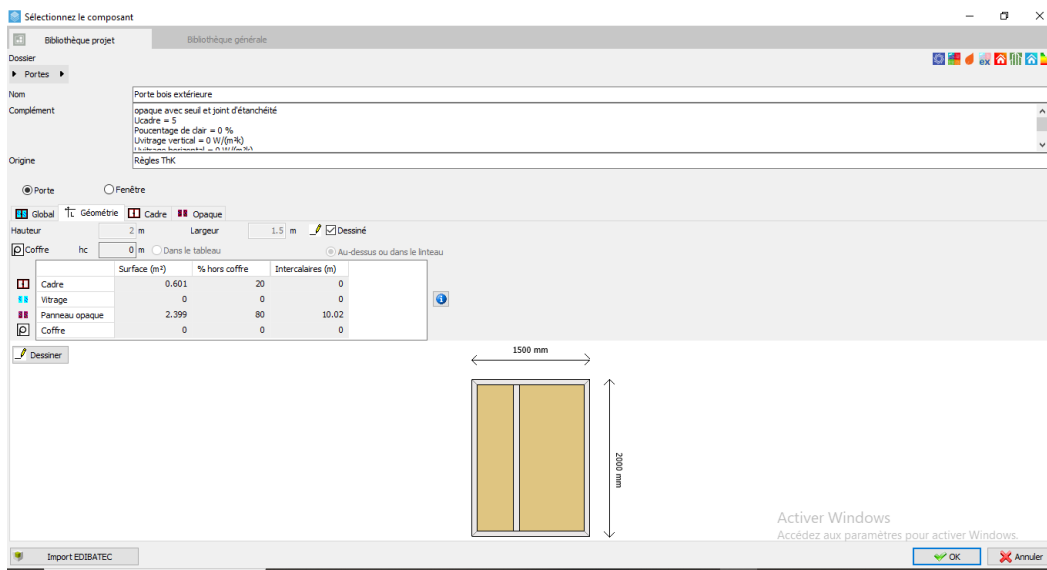 Sélectionnez le composant
Bibliothèque projet
Bibliothèque générale
Dossier
Portes
ex
Nom
Porte bois extérieure
Complément
opaque avec seuil et joint d'étanchéité
Ucadre = 5
Poucentage de clair = 0 %
Uvitrage vertical = 0 W/(m²k)
Uvitrage horizontal = 0 W/(m²k)
Origine
Règles ThK
Porte
Fenêtre
Global Géométrie Cadre Opaque
Hauteur 2 m Largeur 1.5 m Dessiné
Coffre hc 0 m Dans le tableau Au-dessus ou dans le linteau
Surface (m²) % hors coffre Intercalaires (m)
Cadre 0.601 20 0
Vitrage 0 0 0
Panneau opaque 2.399 80 10.02
Coffre 0 0 0
Dessiner
1500 mm
2000 mm
Activer Windows
Accédez aux paramètres pour activer Windows.
Import EDIBATEC
OK
Annuler